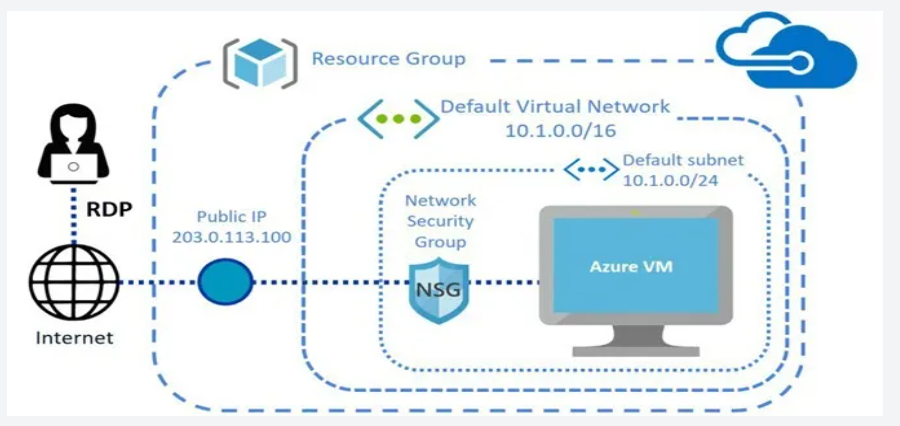 Resource Group
Default Virtual Network
10.1.0.0/16
Default subnet
10.1.0.0/24
RDP
Public IP
203.0.113.100
Network
Security
Group
NSG
Azure VM
Internet